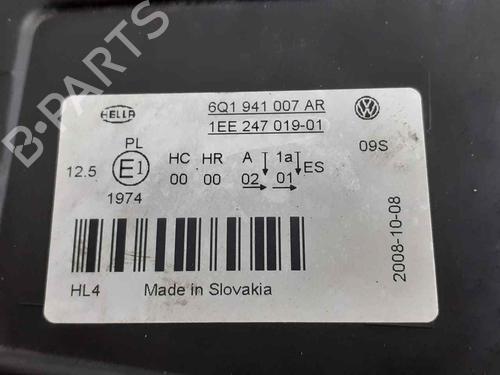 HELLA
6Q1 941 007 AR
1EE 247 019-01
VW
09S
12.5
PL
E1
1974
HC HR A 1a
00 00 02 01 ES
2008-10-08
HL4
Made in Slovakia
B-PARTS